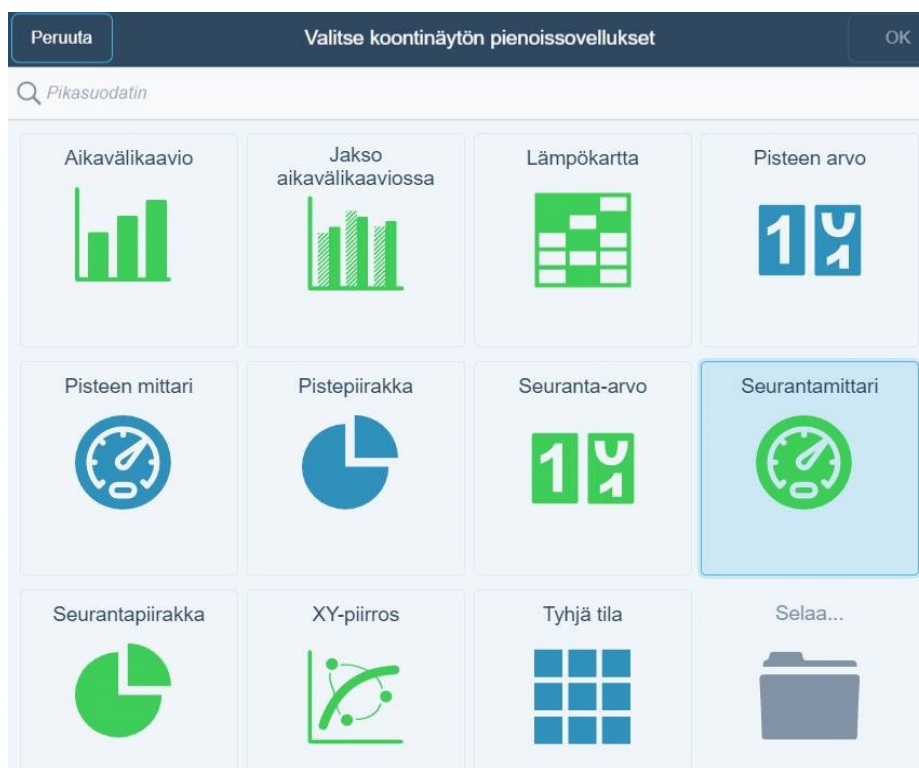 Peruuta
Valitse koontinäytön pienoissovellukset
OK
Pikasuodatin
Aikavälikaavio
Jakso
aikavälikaaviossa
Lämpökartta
Pisteen arvo
Pisteen mittari
Pistepiirakka
Seuranta-arvo
Seurantamittari
Seurantapiirakka
XY-piirros
Tyhjä tila
Selaa...